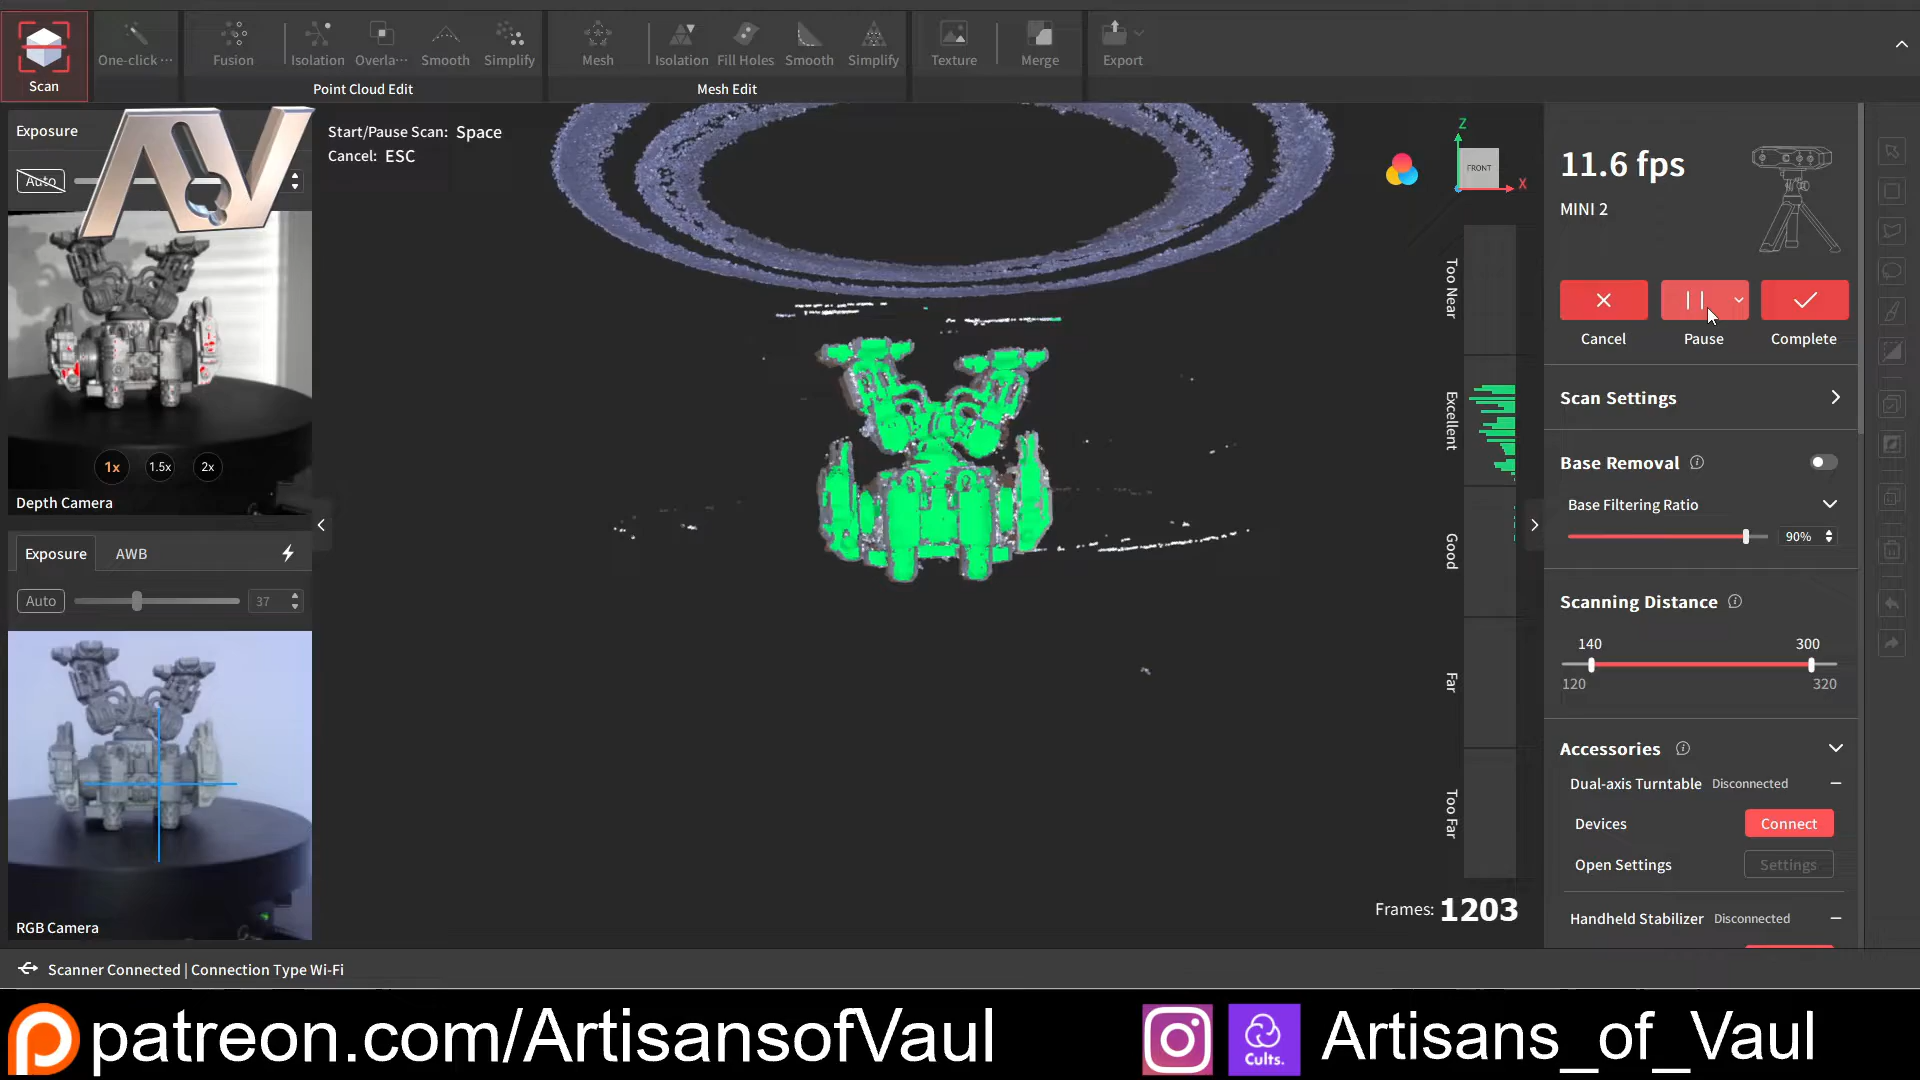 Scan
One-click ···
Fusion
Isolation
Overla···
Smooth
Simplify
Point Cloud Edit
Mesh
Isolation
Fill Holes
Smooth
Simplify
Mesh Edit
Texture
Merge
Export
Exposure
AV
Auto
1x
1.5x
2x
Depth Camera
Exposure
AWB
Auto
37
RGB Camera
Start/Pause Scan: Space
Cancel: ESC
Z
FRONT
X
Too Near
Excellent
Good
Far
Too Far
Frames: 1203
11.6 fps
MINI 2
Cancel
Pause
Complete
Scan Settings
Base Removal
Base Filtering Ratio
90%
Scanning Distance
140
300
120
320
Accessories
Dual-axis Turntable Disconnected
Devices
Connect
Open Settings
Settings
Handheld Stabilizer Disconnected
Scanner Connected | Connection Type Wi-Fi
patreon.com/ArtisansofVaul
Cults.
Artisans_of_Vaul